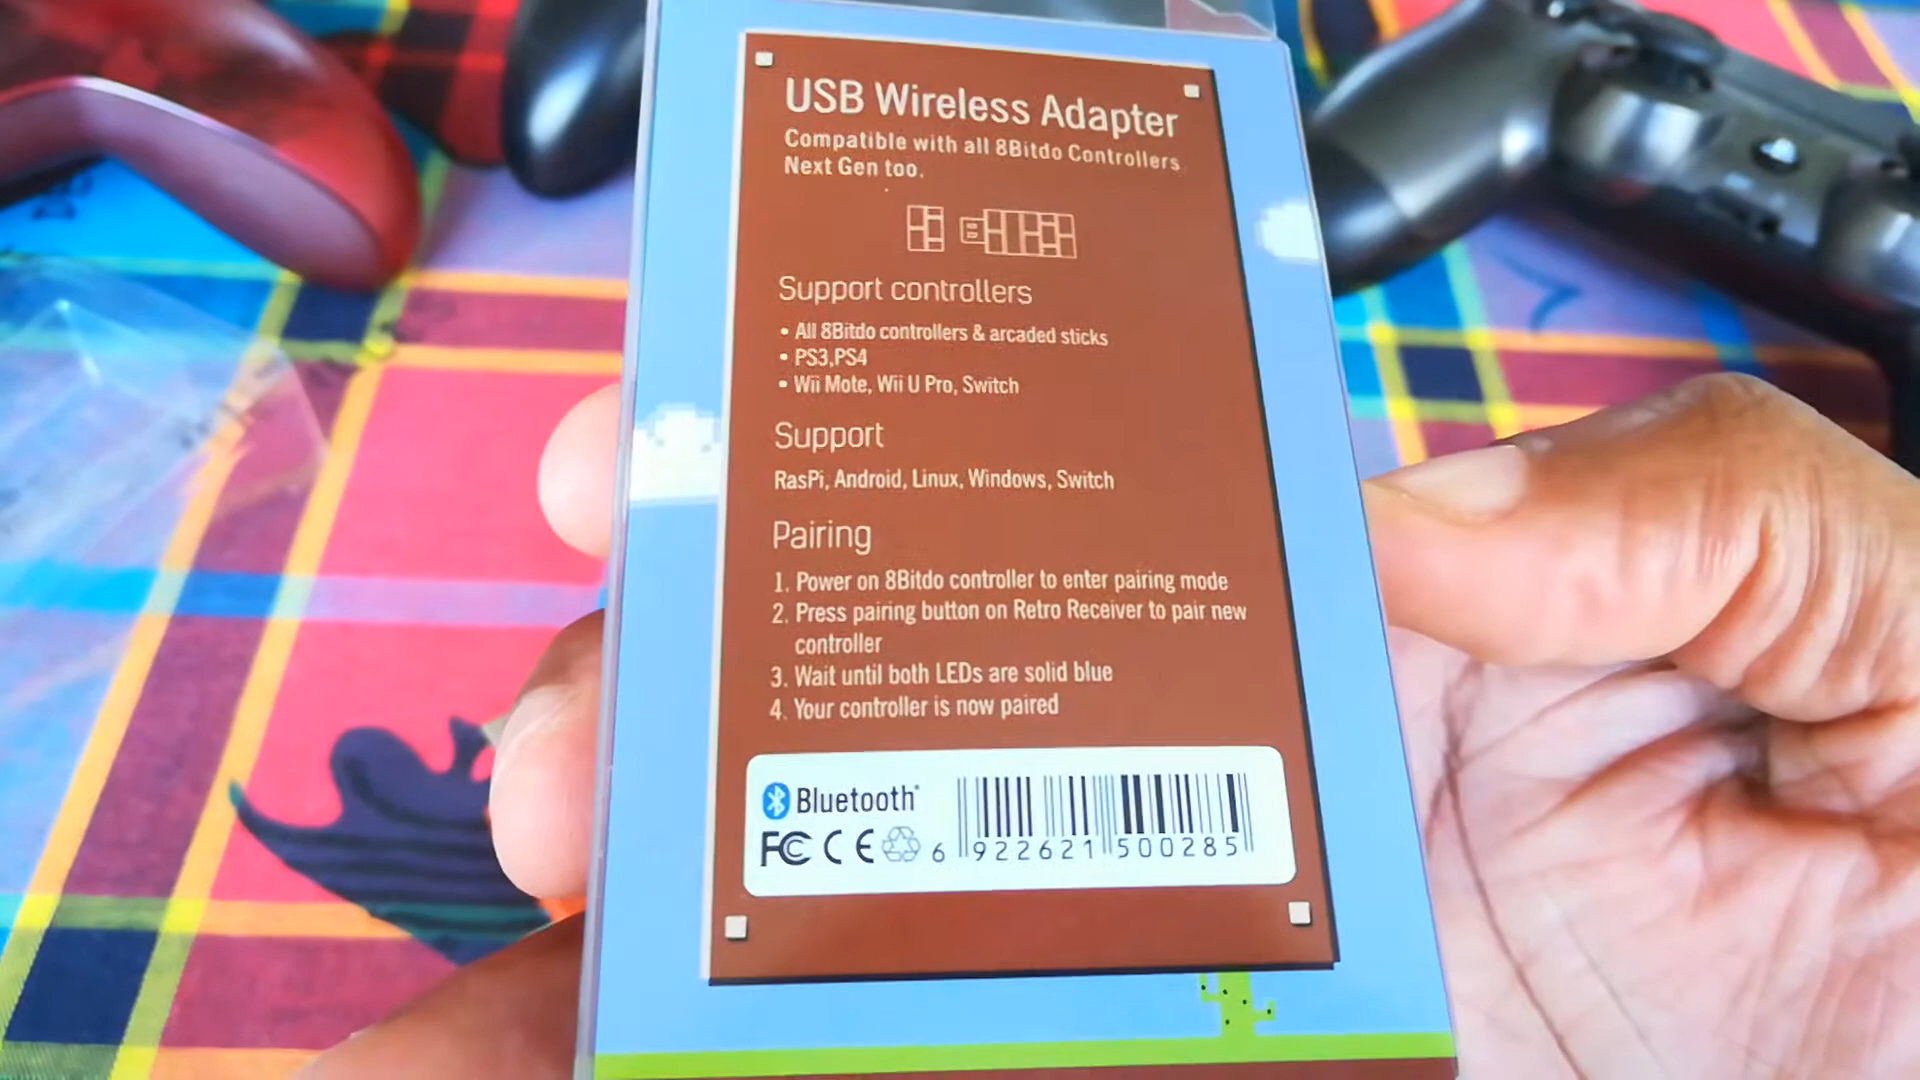 USB Wireless Adapter
Compatible with all 8Bitdo Controllers
Next Gen too.
Support controllers
• All 8Bitdo controllers & arcaded sticks
• PS3,PS4
• Wii Mote, Wii U Pro, Switch
Support
RasPi, Android, Linux, Windows, Switch
Pairing
1. Power on 8Bitdo controller to enter pairing mode
2. Press pairing button on Retro Receiver to pair new
controller
3. Wait until both LEDs are solid blue
4. Your controller is now paired
Bluetooth®
FC CE 6 922621 500285